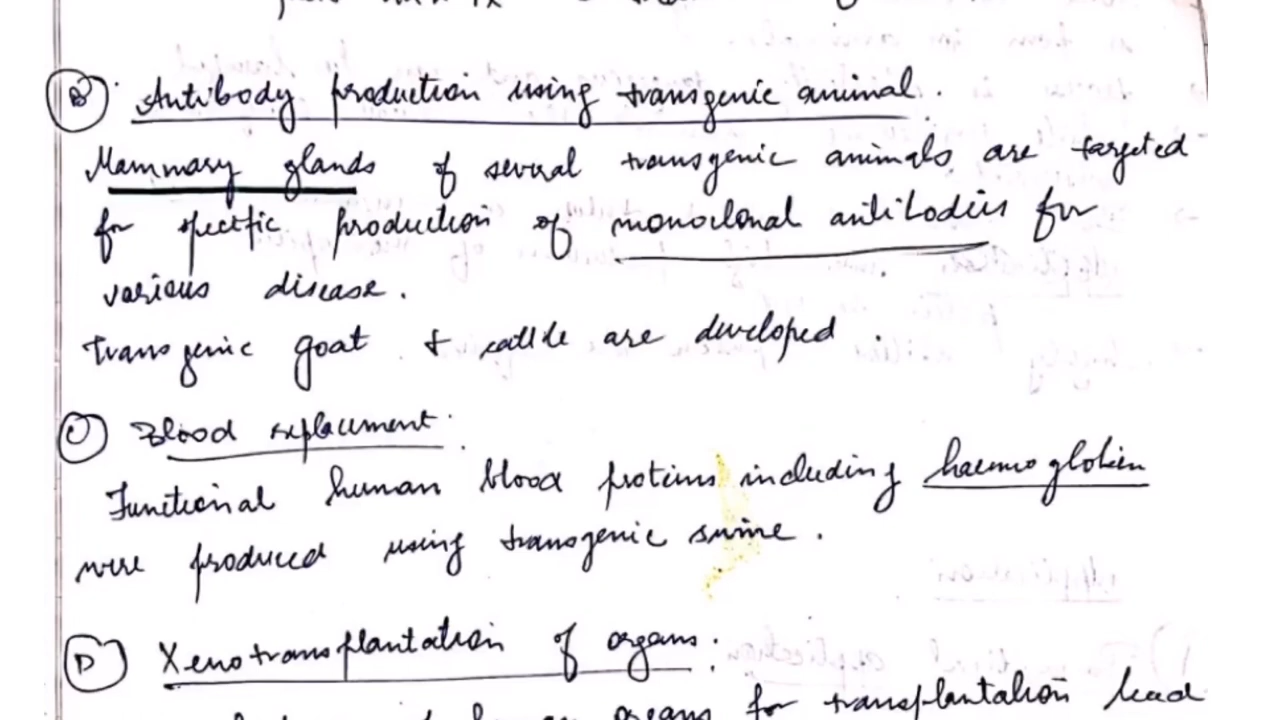 B Antibody production using transgenic animal.
Mammary glands of several transgenic animals are targeted
for specific production of monoclonal antibodies for
various disease.
transgenic goat & cattle are developed.
C Blood replacement.
Functional human blood proteins including haemoglobin
were produced using transgenic swine.
D Xenotransplantation of organs:
human organs for transplantation lead